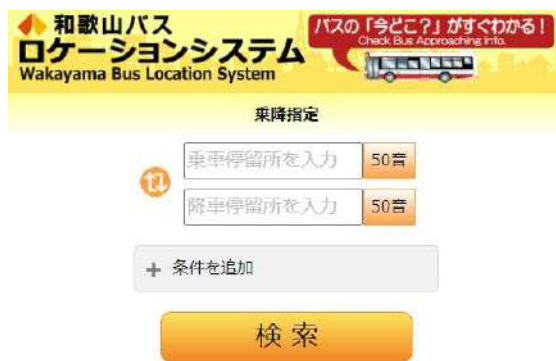 和歌山バス
ロケーションシステム
Wakayama Bus Location System
バスの「今どこ?」がすぐわかる!
Check Bus Approaching Info.
乗降指定
乗車停留所を入力 50音
降車停留所を入力 50音
+ 条件を追加
検索